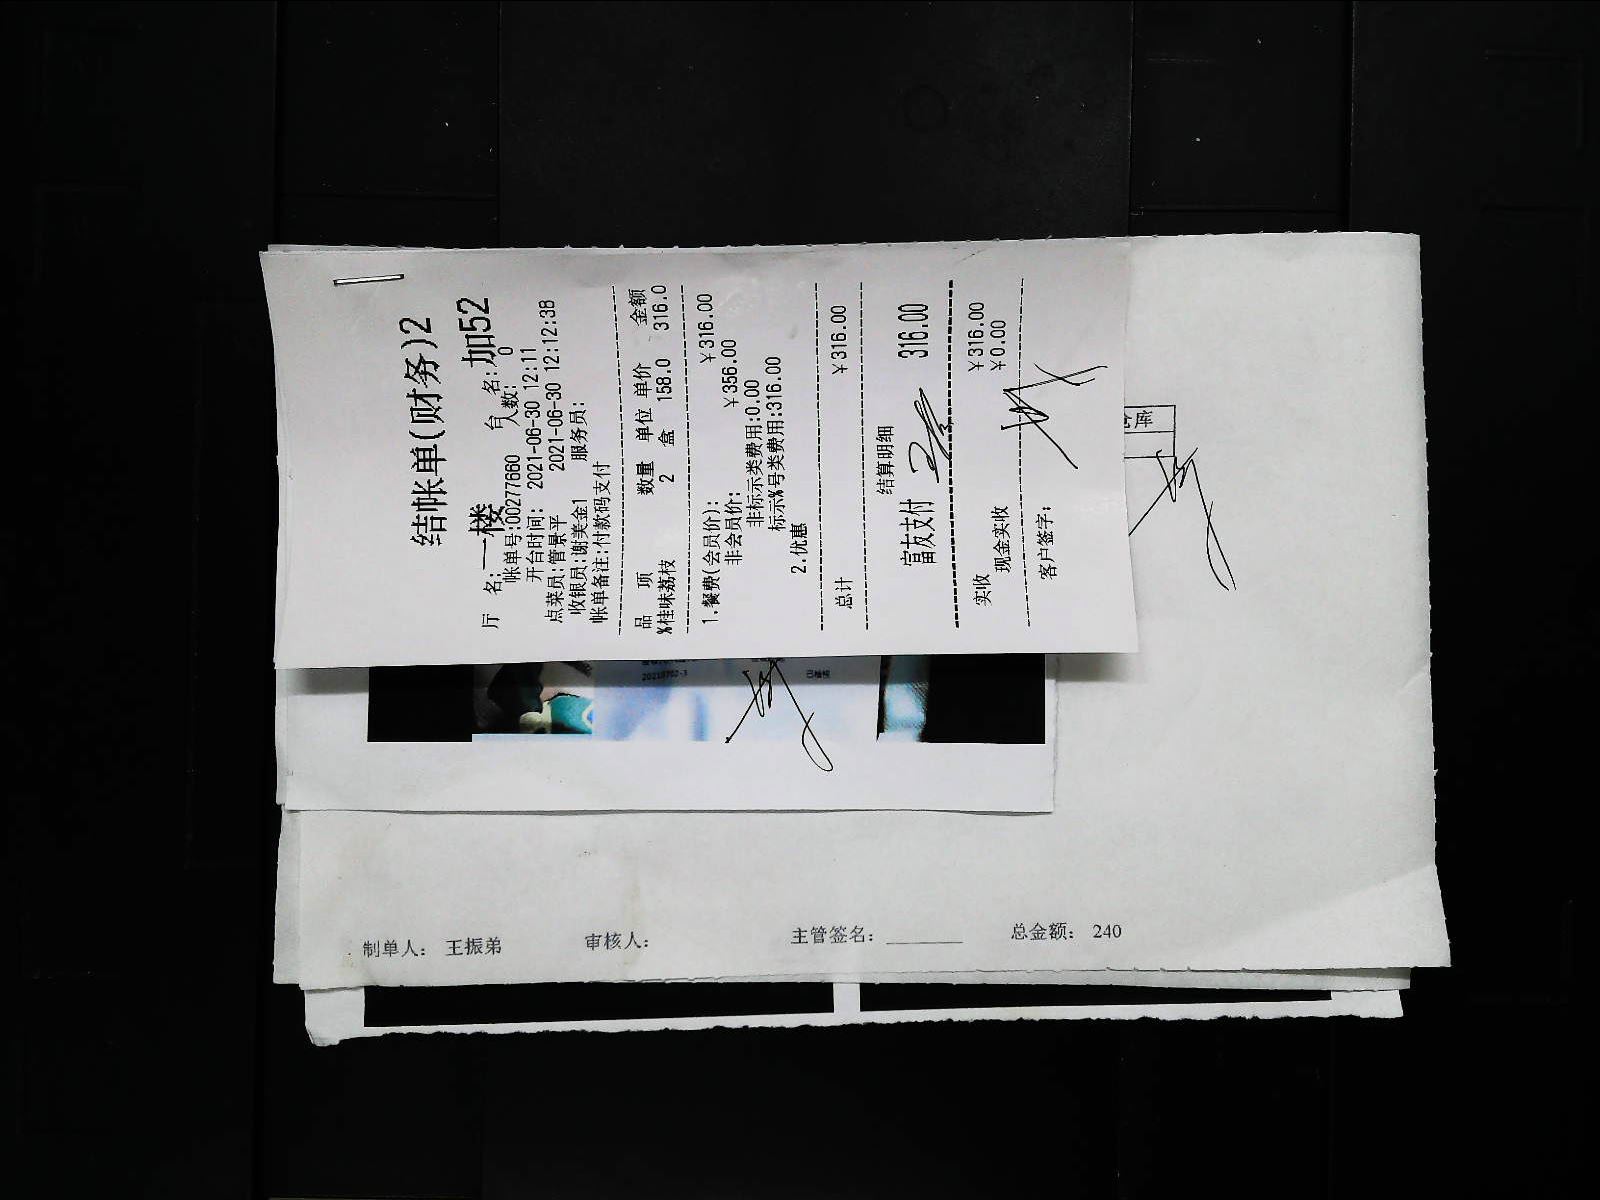 结帐单(财务)2
厅 名:一楼 台 名:加52
帐单号:00277660 人数: 0
开台时间: 2021-06-30 12:11
点菜员:管景平 2021-06-30 12:12:38
收银员:谢美金1 服务员:
帐单备注:付款码支付
品 项 数量 单位 单价 金额
%桂味荔枝 2 盒 158.0 316.0
1.餐费(会员价): ¥316.00
非会员价: ¥356.00
非标示类费用:0.00
标示%号类费用:316.00
2.优惠
总计 ¥316.00
结算明细
富友支付 316.00
实收 ¥316.00
现金实收 ¥0.00
客户签字:
制单人: 王振弟 审核人: 主管签名: 总金额: 240